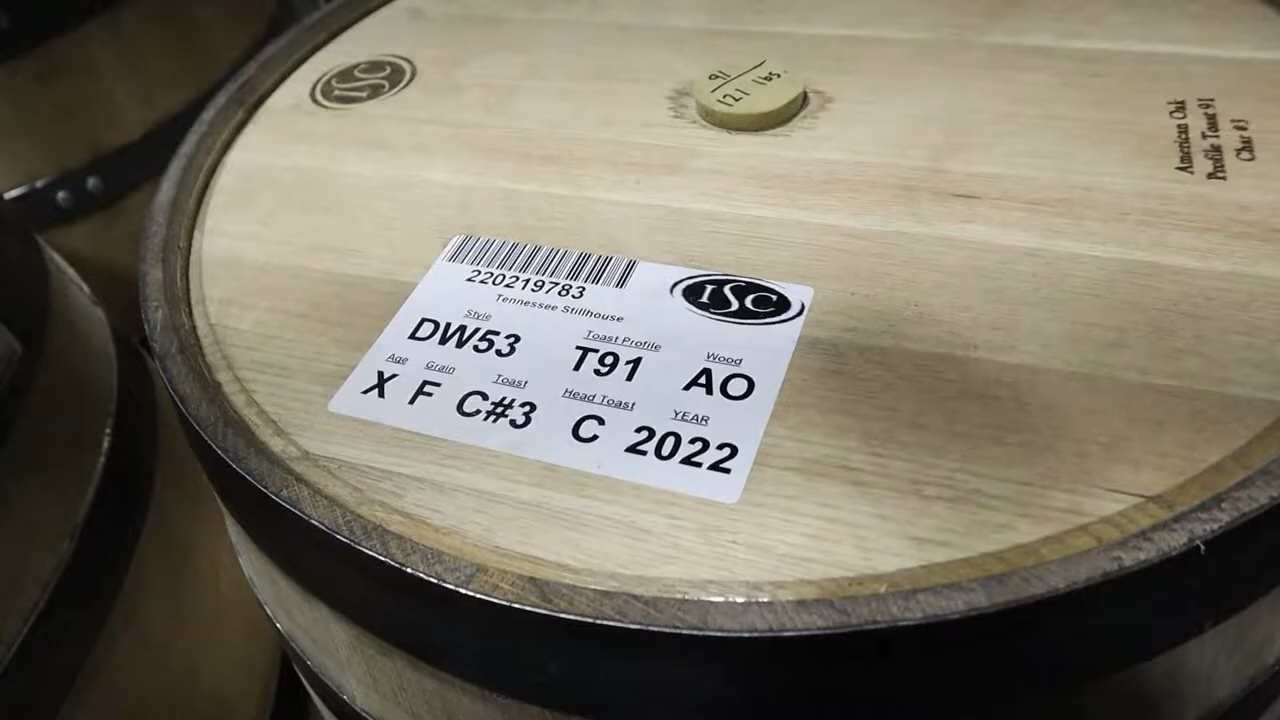 ISC
91
121 lbs.
American Oak
Profile Toast 91
Char #3
220219783
Tennessee Stillhouse
ISC
Style
DW53
Toast Profile
T91
Wood
AO
Age
X
Grain
F
Toast
C#3
Head Toast
C
YEAR
2022